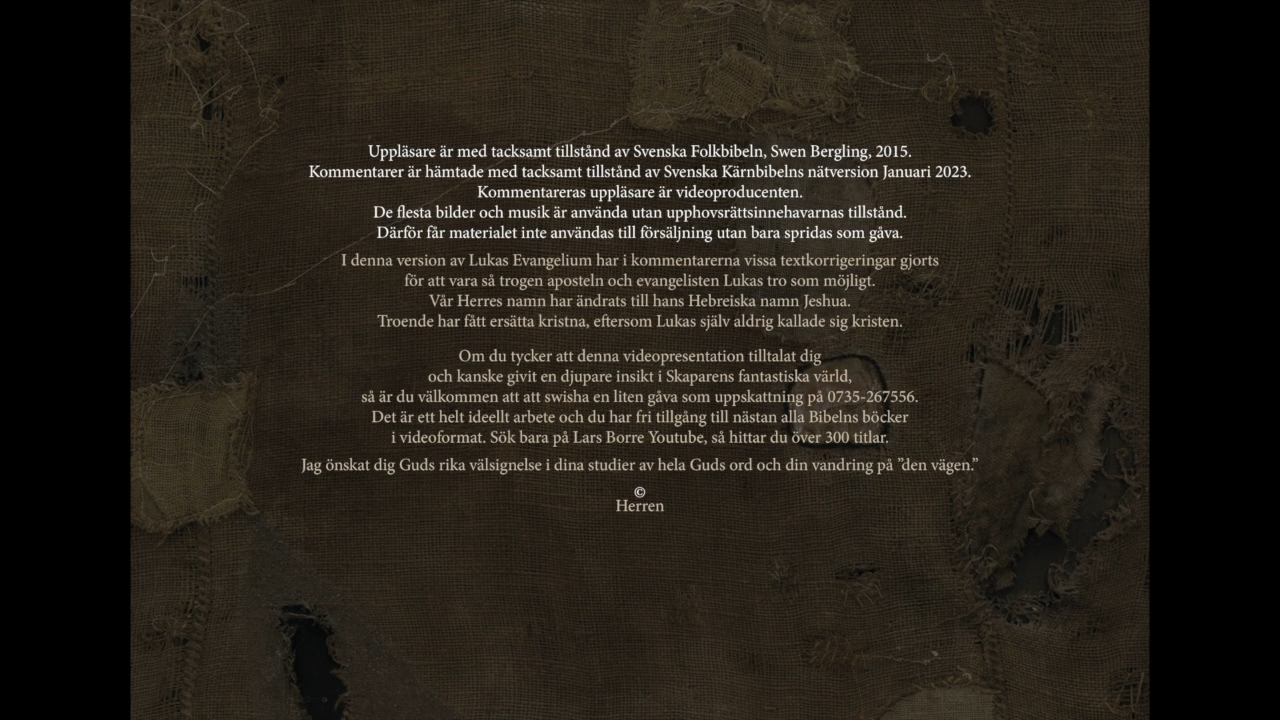 Uppläsare är med tacksamt tillstånd av Svenska Folkbibeln, Swen Bergling, 2015.
Kommentarer är hämtade med tacksamt tillstånd av Svenska Kärnbibelns nätversion Januari 2023.
Kommentareras uppläsare är videoproducenten.
De flesta bilder och musik är använda utan upphovsrättsinnehavarnas tillstånd.
Därför får materialet inte användas till försäljning utan bara spridas som gåva.
I denna version av Lukas Evangelium har i kommentarerna vissa textkorrigeringar gjorts
för att vara så trogen aposteln och evangelisten Lukas tro som möjligt.
Vår Herres namn har ändrats till hans Hebreiska namn Jeshua.
Troende har fått ersätta kristna, eftersom Lukas själv aldrig kallade sig kristen.
Om du tycker att denna videopresentation tilltalat dig
och kanske givit en djupare insikt i Skaparens fantastiska värld,
så är du välkommen att att swisha en liten gåva som uppskattning på 0735-267556.
Det är ett helt ideellt arbete och du har fri tillgång till nästan alla Bibelns böcker
i videoformat. Sök bara på Lars Borre Youtube, så hittar du över 300 titlar.
Jag önskat dig Guds rika välsignelse i dina studier av hela Guds ord och din vandring på ”den vägen.”
©
Herren